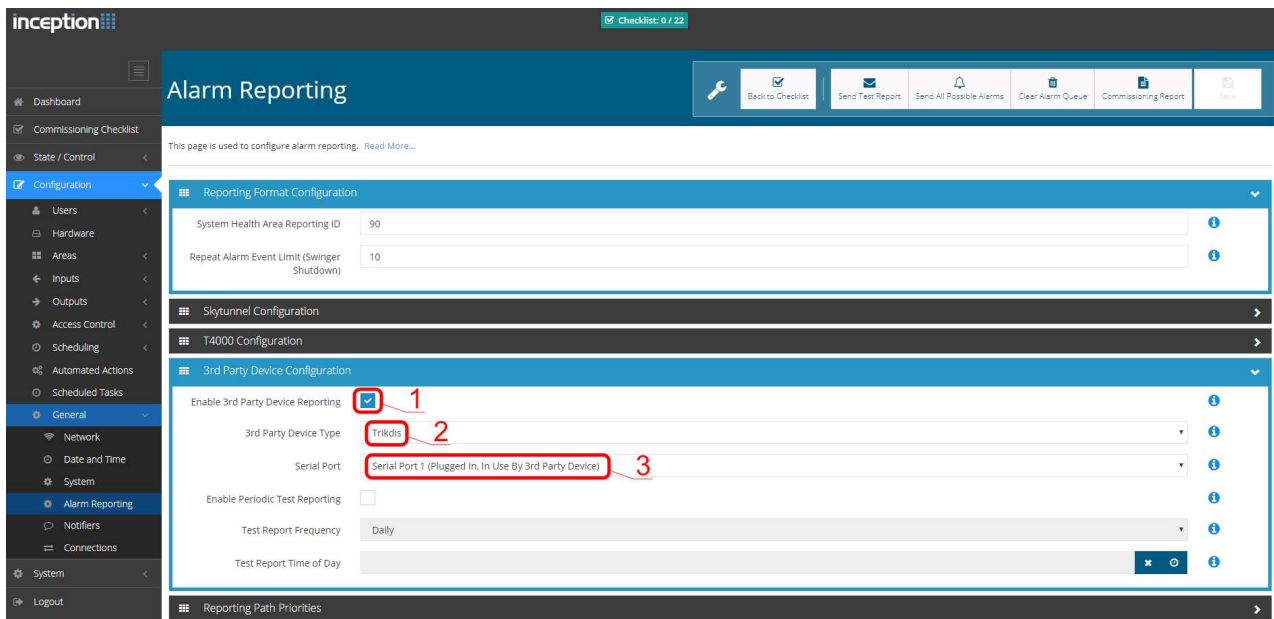 inception
Checklist: 0 / 22
Dashboard
Commissioning Checklist
State / Control
Configuration
Users
Hardware
Areas
Inputs
Outputs
Access Control
Scheduling
Automated Actions
Scheduled Tasks
General
Network
Date and Time
System
Alarm Reporting
Notifiers
Connections
System
Logout
Alarm Reporting
Back to Checklist
Send Test Report
Send All Possible Alarms
Clear Alarm Queue
Commissioning Report
Save
This page is used to configure alarm reporting. Read More...
Reporting Format Configuration
System Health Area Reporting ID 90
Repeat Alarm Event Limit (Swinger
Shutdown) 10
Skytunnel Configuration
T4000 Configuration
3rd Party Device Configuration
Enable 3rd Party Device Reporting 1
3rd Party Device Type Trikdis 2
Serial Port Serial Port 1 (Plugged In, In Use By 3rd Party Device) 3
Enable Periodic Test Reporting
Test Report Frequency Daily
Test Report Time of Day
Reporting Path Priorities